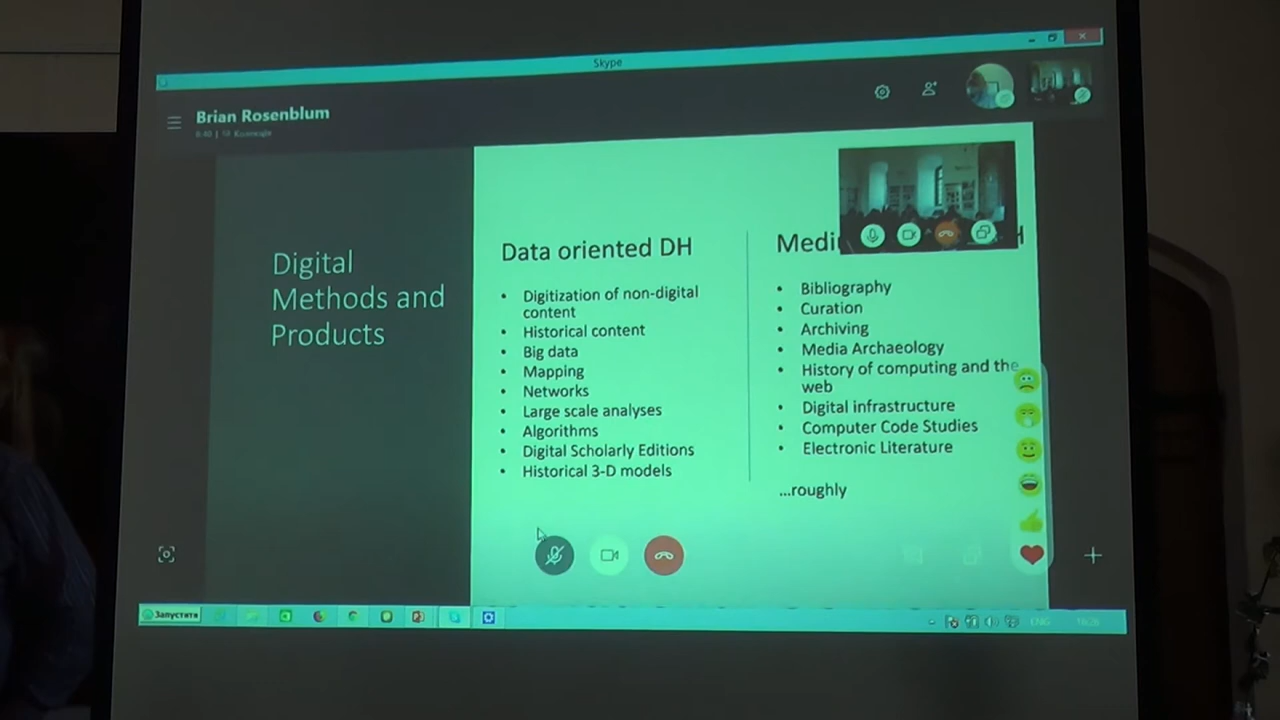 Skype
Brian Rosenblum
Digital
Methods and
Products
Data oriented DH
• Digitization of non-digital
content
• Historical content
• Big data
• Mapping
• Networks
• Large scale analyses
• Algorithms
• Digital Scholarly Editions
• Historical 3-D models
• Bibliography
• Curation
• Archiving
• Media Archaeology
• History of computing and the
web
• Digital infrastructure
• Computer Code Studies
• Electronic Literature
...roughly
Запустити
ENG